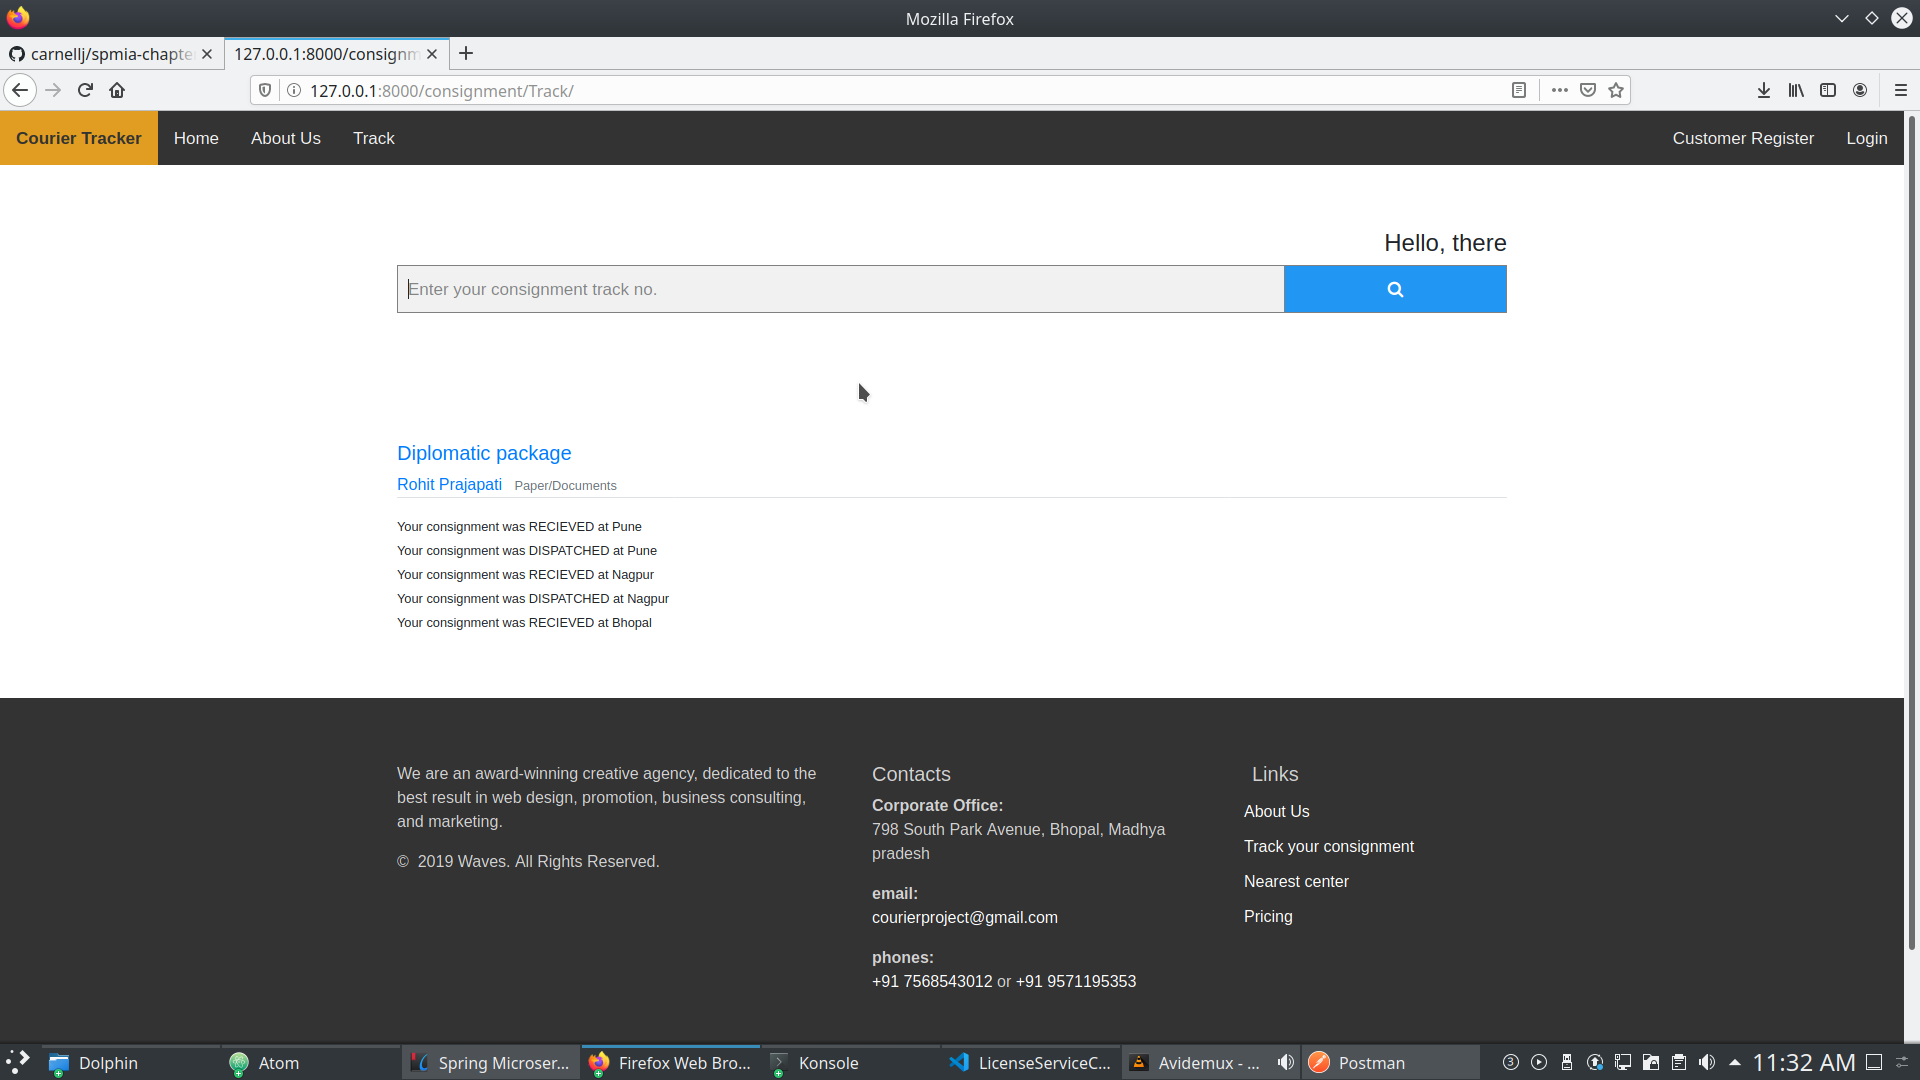 Mozilla Firefox
carnellj/spmia-chapte
127.0.0.1:8000/consignm
127.0.0.1:8000/consignment/Track/
Courier Tracker Home About Us Track Customer Register Login
Hello, there
Enter your consignment track no.
Diplomatic package
Rohit Prajapati Paper/Documents
Your consignment was RECIEVED at Pune
Your consignment was DISPATCHED at Pune
Your consignment was RECIEVED at Nagpur
Your consignment was DISPATCHED at Nagpur
Your consignment was RECIEVED at Bhopal
We are an award-winning creative agency, dedicated to the
best result in web design, promotion, business consulting,
and marketing.
© 2019 Waves. All Rights Reserved.
Contacts
Corporate Office:
798 South Park Avenue, Bhopal, Madhya
pradesh
email:
courierproject@gmail.com
phones:
+91 7568543012 or +91 9571195353
Links
About Us
Track your consignment
Nearest center
Pricing
Dolphin Atom Spring Microser... Firefox Web Bro... Konsole LicenseServiceC... Avidemux - ... Postman 3 11:32 AM